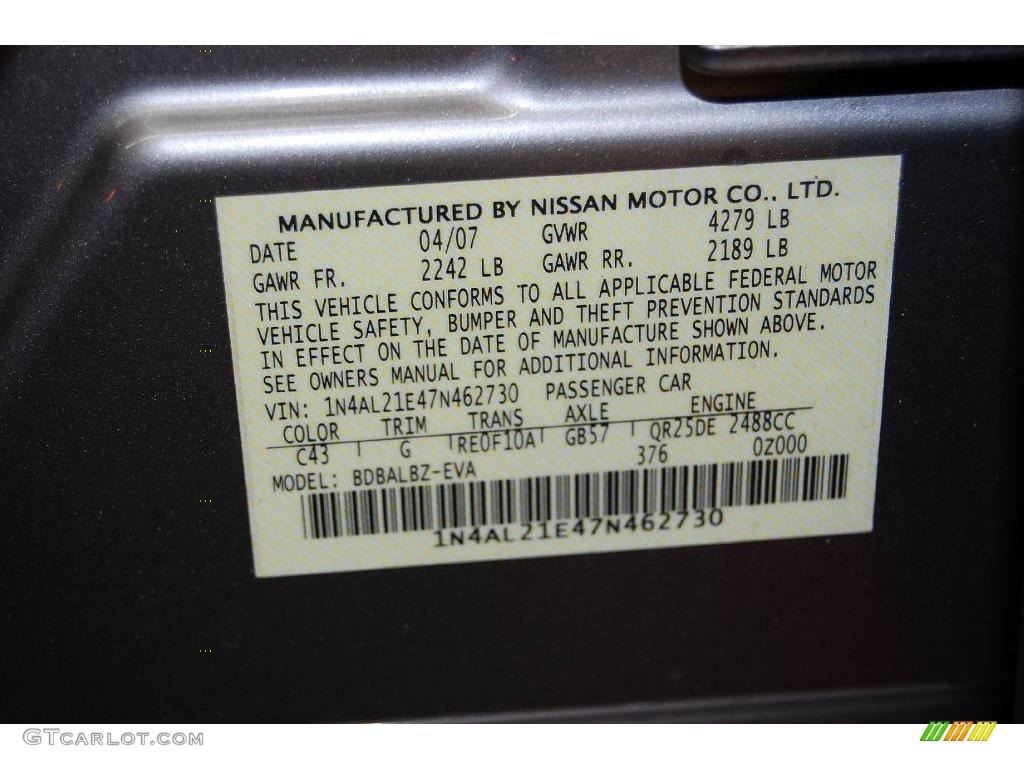 MANUFACTURED BY NISSAN MOTOR CO., LTD.
DATE 04/07 GVWR 4279 LB
GAWR FR. 2242 LB GAWR RR. 2189 LB
THIS VEHICLE CONFORMS TO ALL APPLICABLE FEDERAL MOTOR
VEHICLE SAFETY, BUMPER AND THEFT PREVENTION STANDARDS
IN EFFECT ON THE DATE OF MANUFACTURE SHOWN ABOVE.
SEE OWNERS MANUAL FOR ADDITIONAL INFORMATION.
VIN: 1N4AL21E47N462730 PASSENGER CAR
COLOR TRIM TRANS AXLE ENGINE
C43 G RE0F10A GB57 QR25DE 2488CC
376 0Z000
MODEL: BDBALBZ-EVA
1N4AL21E47N462730
GTCARLOT.COM